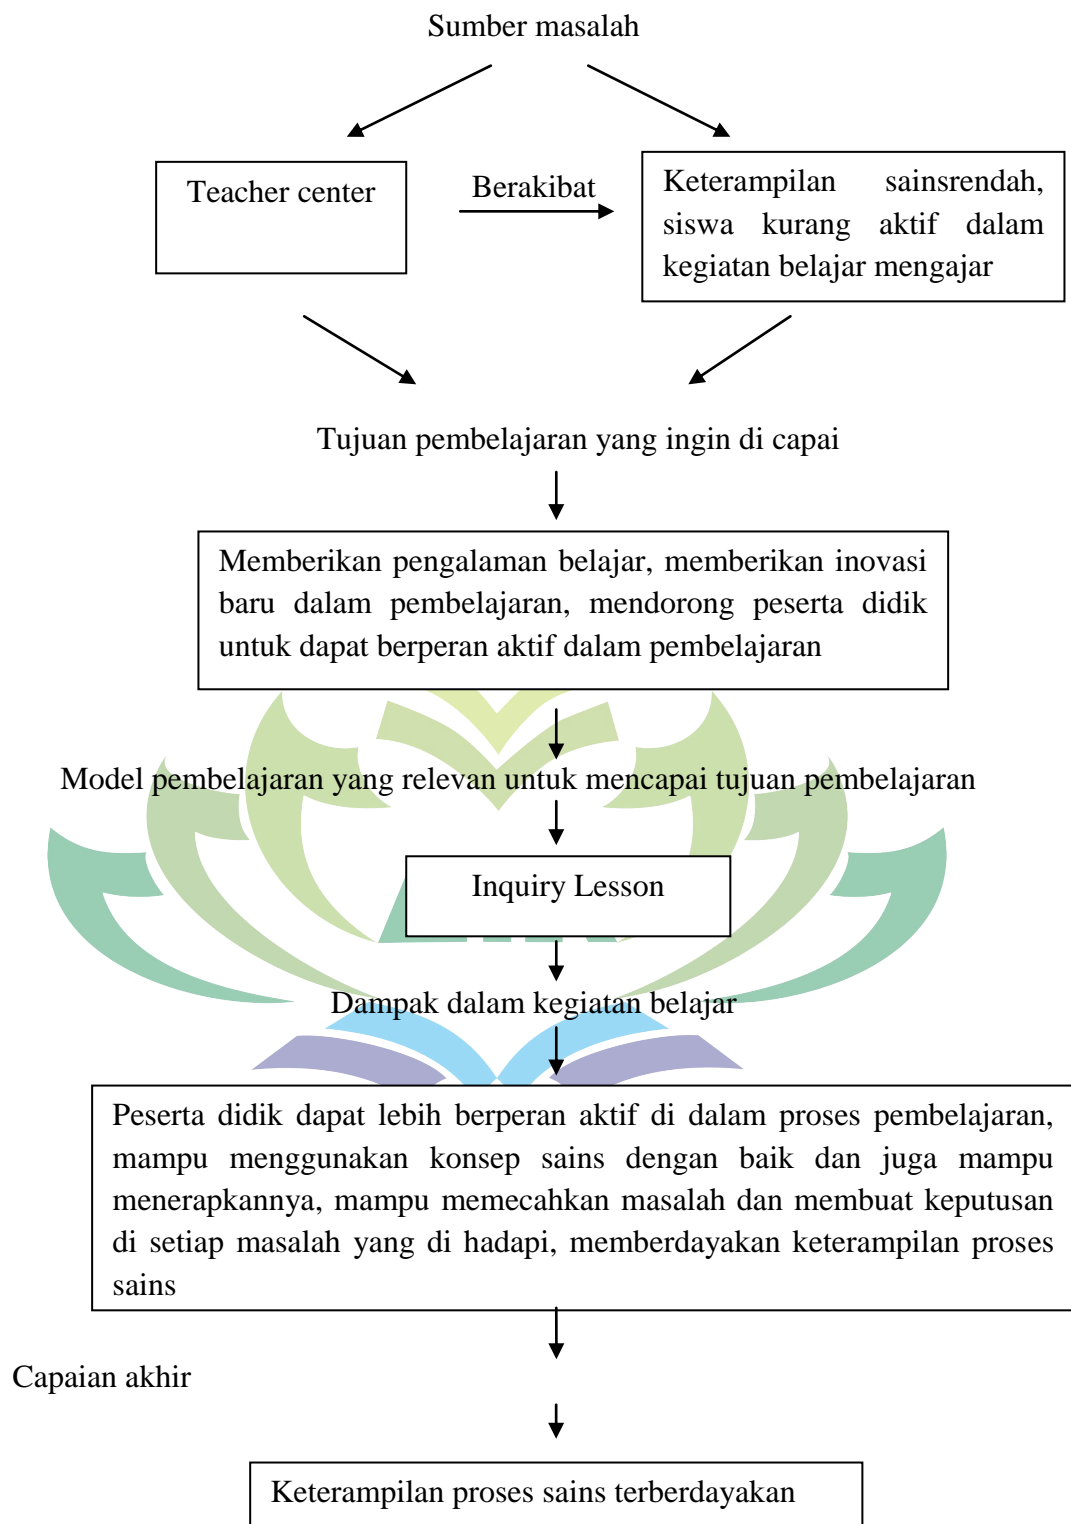 Sumber masalah
Teacher center
Berakibat
Keterampilan sainsrendah,
siswa kurang aktif dalam
kegiatan belajar mengajar
Tujuan pembelajaran yang ingin di capai
Memberikan pengalaman belajar, memberikan inovasi
baru dalam pembelajaran, mendorong peserta didik
untuk dapat berperan aktif dalam pembelajaran
Model pembelajaran yang relevan untuk mencapai tujuan pembelajaran
Inquiry Lesson
Dampak dalam kegiatan belajar
Peserta didik dapat lebih berperan aktif di dalam proses pembelajaran,
mampu menggunakan konsep sains dengan baik dan juga mampu
menerapkannya, mampu memecahkan masalah dan membuat keputusan
di setiap masalah yang di hadapi, memberdayakan keterampilan proses
sains
Capaian akhir
Keterampilan proses sains terberdayakan